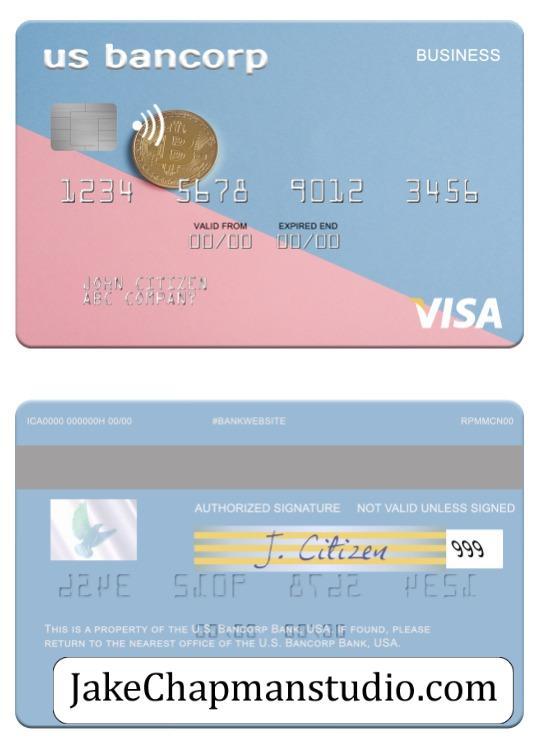 us bancorp
BUSINESS
1234 5678 9012 3456
VALID FROM EXPIRED END
00/00 00/00
JOHN CITIZEN
ABC COMPANY
VISA
ICA0000 000000H 00/00 #BANKWEBSITE RPMMCN00
AUTHORIZED SIGNATURE NOT VALID UNLESS SIGNED
J. Citizen 999
THIS IS A PROPERTY OF THE U.S. BANCORP BANK, USA. IF FOUND, PLEASE
RETURN TO THE NEAREST OFFICE OF THE U.S. BANCORP BANK, USA.
JakeChapmanstudio.com